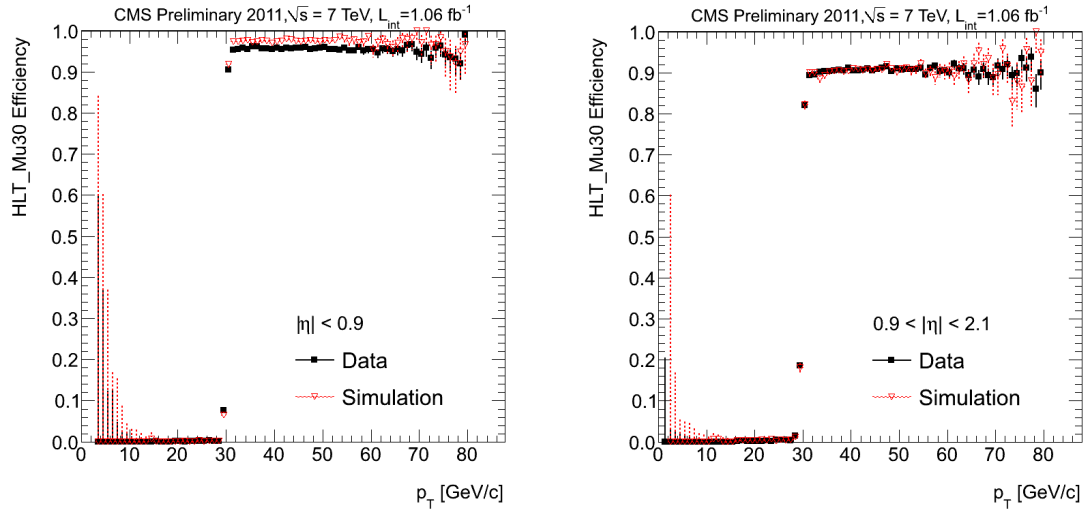 CMS Preliminary 2011,√s = 7 TeV, L_int=1.06 fb⁻¹
HLT_Mu30 Efficiency
1.0
0.9
0.8
0.7
0.6
0.5
0.4
0.3
0.2
0.1
0.0
|η| < 0.9
Data
Simulation
0 10 20 30 40 50 60 70 80
p_T [GeV/c]
CMS Preliminary 2011,√s = 7 TeV, L_int=1.06 fb⁻¹
HLT_Mu30 Efficiency
1.0
0.9
0.8
0.7
0.6
0.5
0.4
0.3
0.2
0.1
0.0
0.9 < |η| < 2.1
Data
Simulation
0 10 20 30 40 50 60 70 80
p_T [GeV/c]